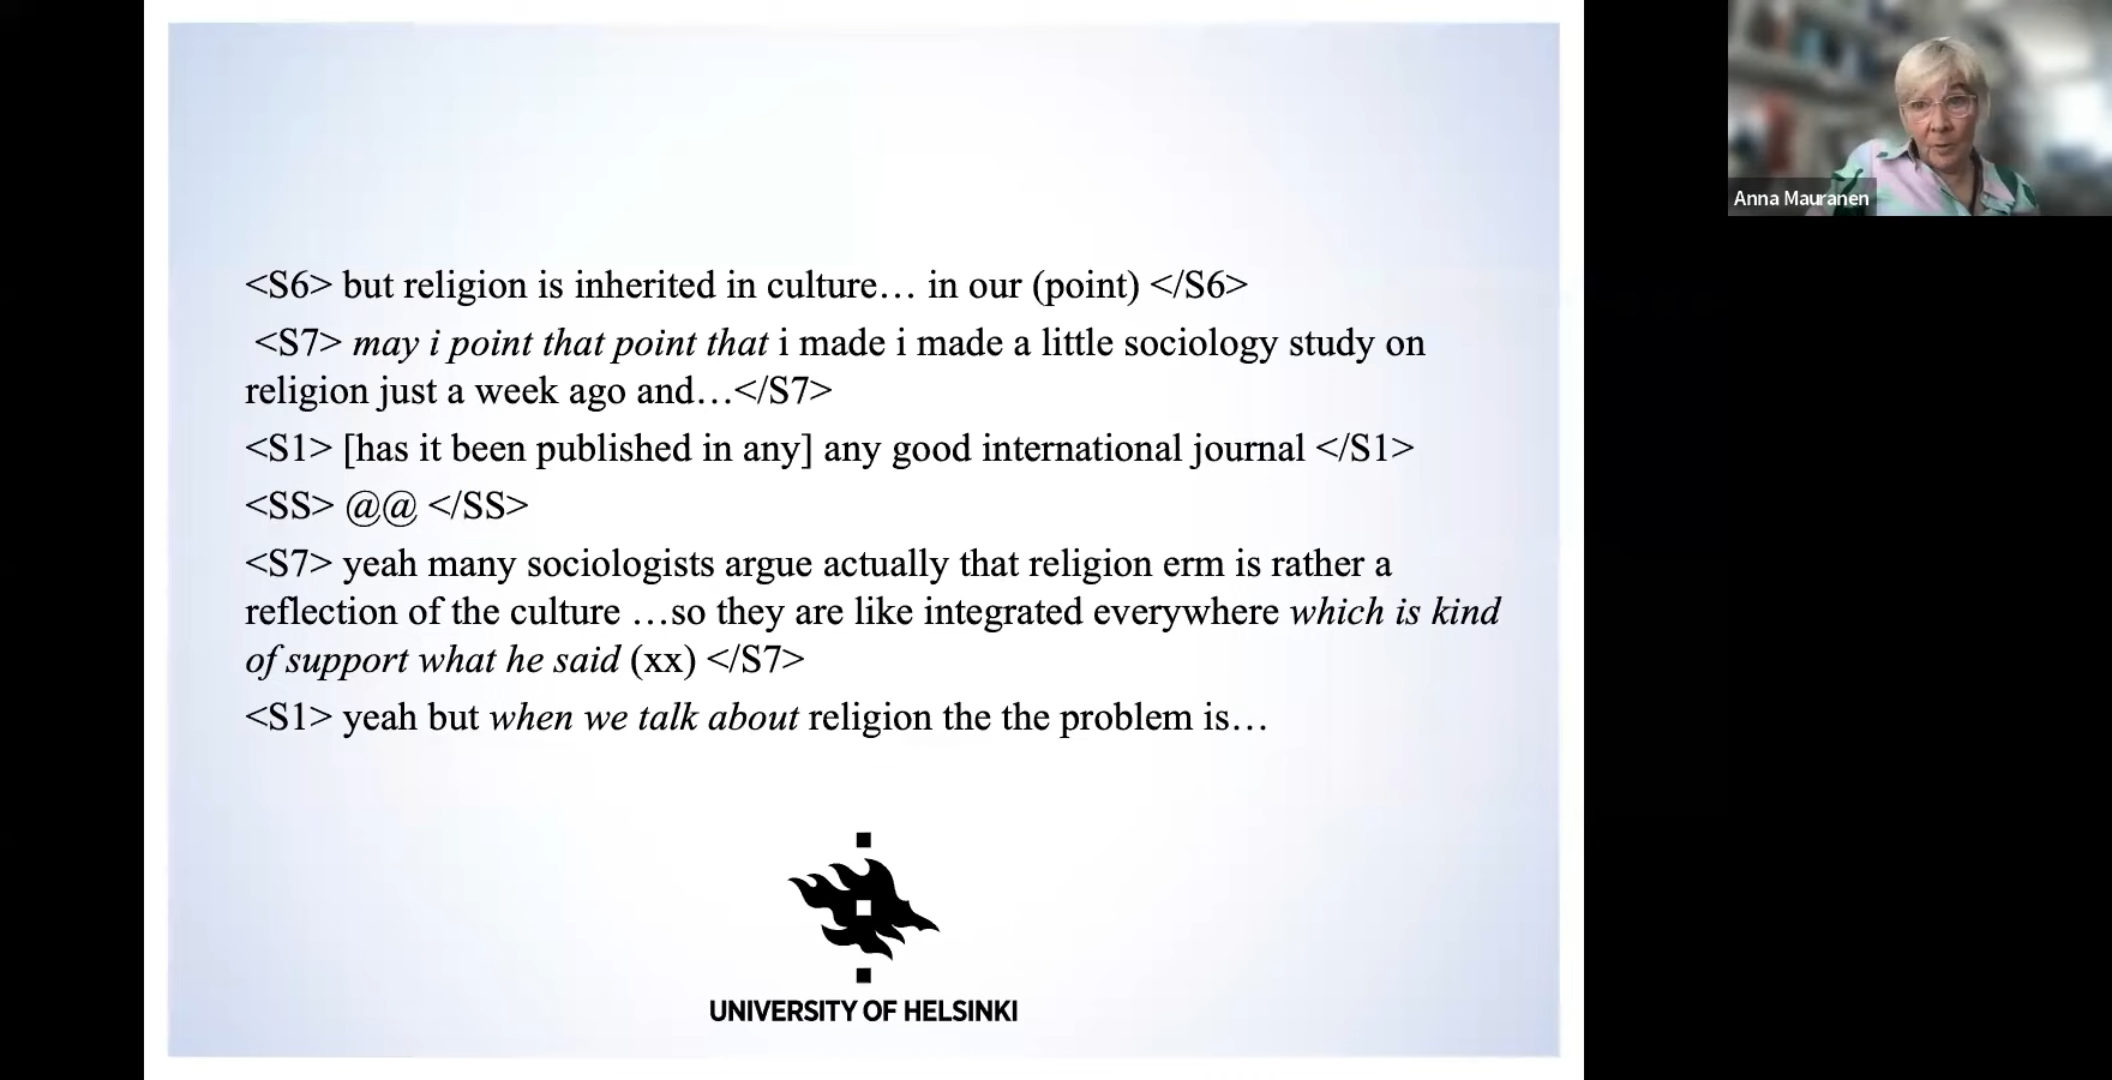 <S6> but religion is inherited in culture… in our (point) </S6>
<S7> may i point that point that i made i made a little sociology study on
religion just a week ago and…</S7>
<S1> [has it been published in any] any good international journal </S1>
<SS> @@ </SS>
<S7> yeah many sociologists argue actually that religion erm is rather a
reflection of the culture …so they are like integrated everywhere which is kind
of support what he said (xx) </S7>
<S1> yeah but when we talk about religion the the problem is…
UNIVERSITY OF HELSINKI
Anna Mauranen